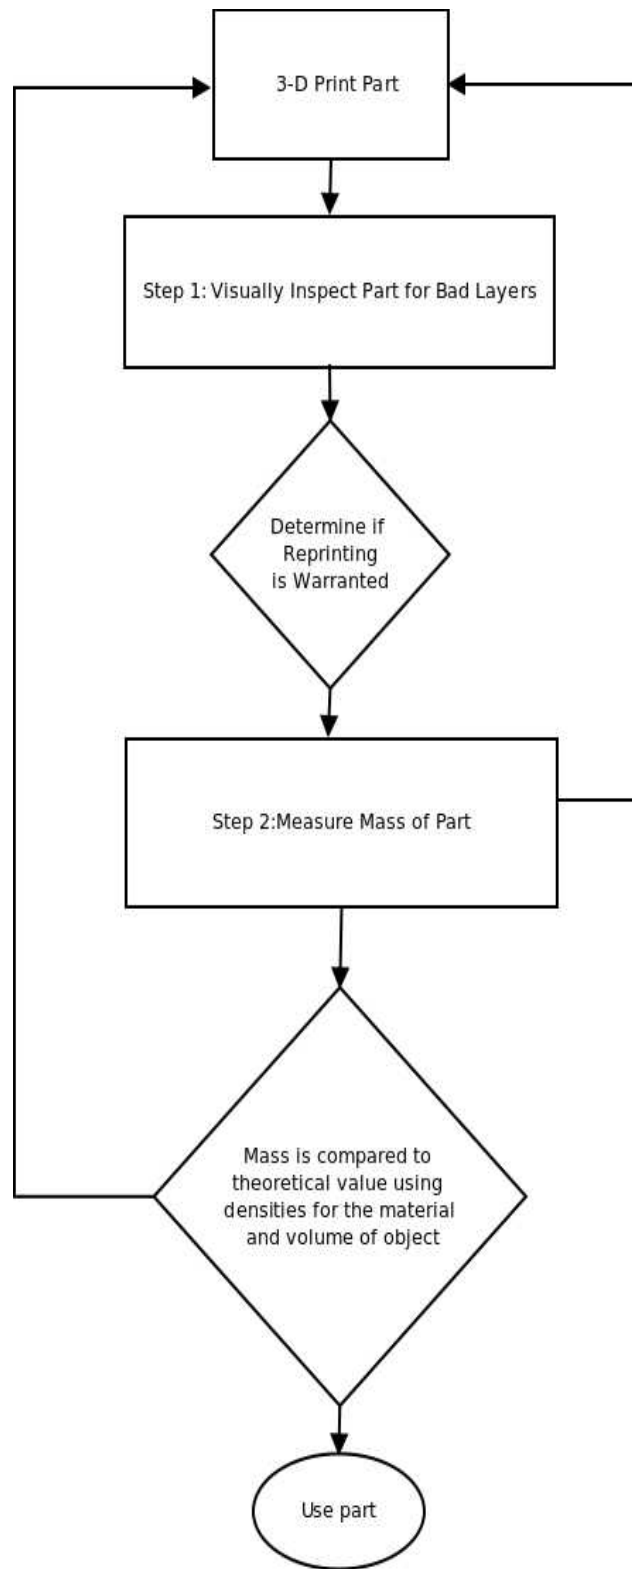 3-D Print Part
Step 1: Visually Inspect Part for Bad Layers
Determine if
Reprinting
is Warranted
Step 2:Measure Mass of Part
Mass is compared to
theoretical value using
densities for the material
and volume of object
Use part